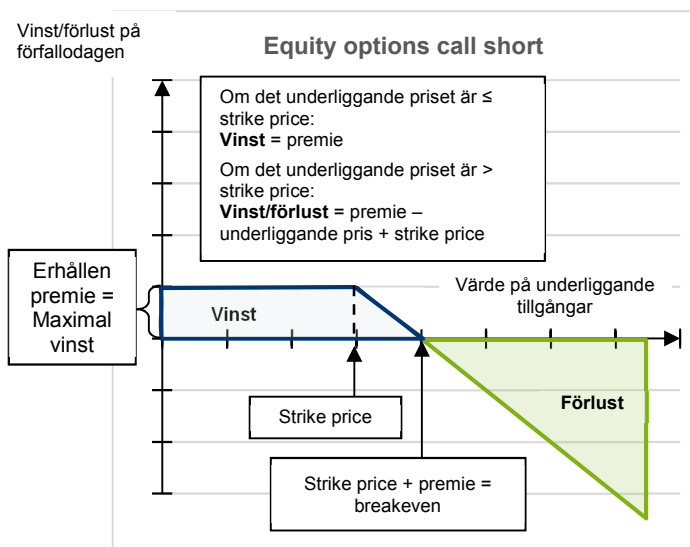 Vinst/förlust på
förfallodagen
Equity options call short
Om det underliggande priset är ≤
strike price:
Vinst = premie
Om det underliggande priset är >
strike price:
Vinst/förlust = premie –
underliggande pris + strike price
Erhållen
premie =
Maximal
vinst
Vinst
Värde på underliggande
tillgångar
Strike price
Förlust
Strike price + premie =
breakeven